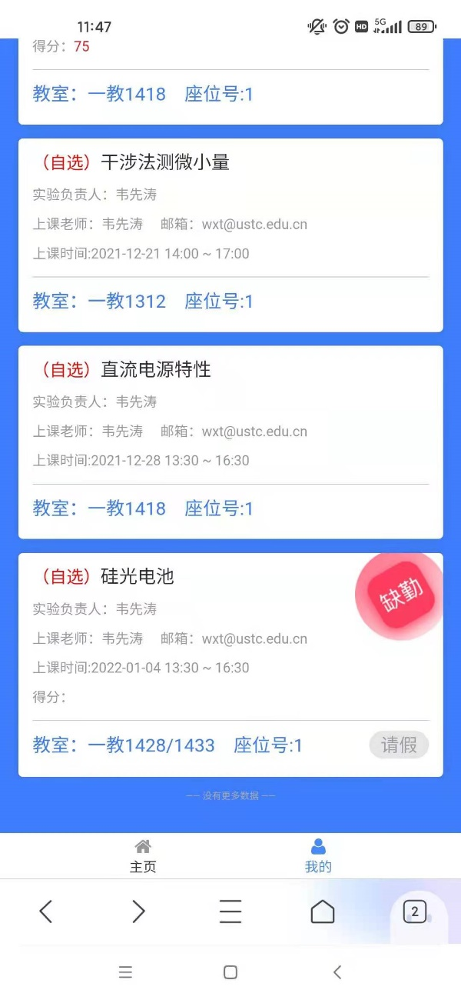 11:47
HD 5G 89
得分：75
教室：一教1418 座位号:1
（自选）干涉法测微小量
实验负责人：韦先涛
上课老师：韦先涛 邮箱：wxt@ustc.edu.cn
上课时间:2021-12-21 14:00 ~ 17:00
教室：一教1312 座位号:1
（自选）直流电源特性
实验负责人：韦先涛
上课老师：韦先涛 邮箱：wxt@ustc.edu.cn
上课时间:2021-12-28 13:30 ~ 16:30
教室：一教1418 座位号:1
（自选）硅光电池
缺勤
实验负责人：韦先涛
上课老师：韦先涛 邮箱：wxt@ustc.edu.cn
上课时间:2022-01-04 13:30 ~ 16:30
得分：
教室：一教1428/1433 座位号:1 请假
—— 没有更多数据 ——
主页 我的
2